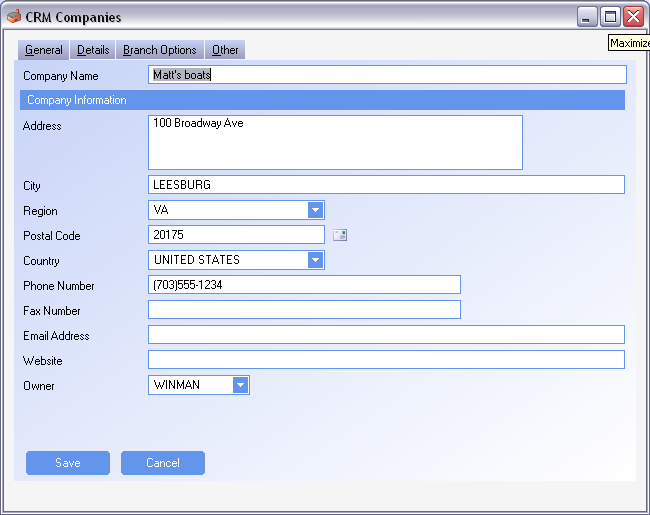 CRM Companies
Maximize
General Details Branch Options Other
Company Name Matt's boats
Company Information
Address 100 Broadway Ave
City LEESBURG
Region VA
Postal Code 20175
Country UNITED STATES
Phone Number (703)555-1234
Fax Number
Email Address
Website
Owner WINMAN
Save Cancel